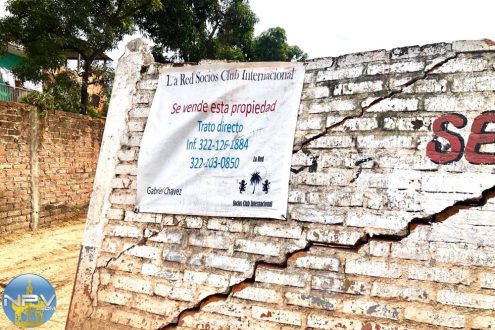 La Red Socios Club Internacional
Se vende esta propiedad
Trato directo
Inf. 322-126-1884
322-203-0850
La Red
Gabriel Chavez
Socios Club Internacional
SE
NPV